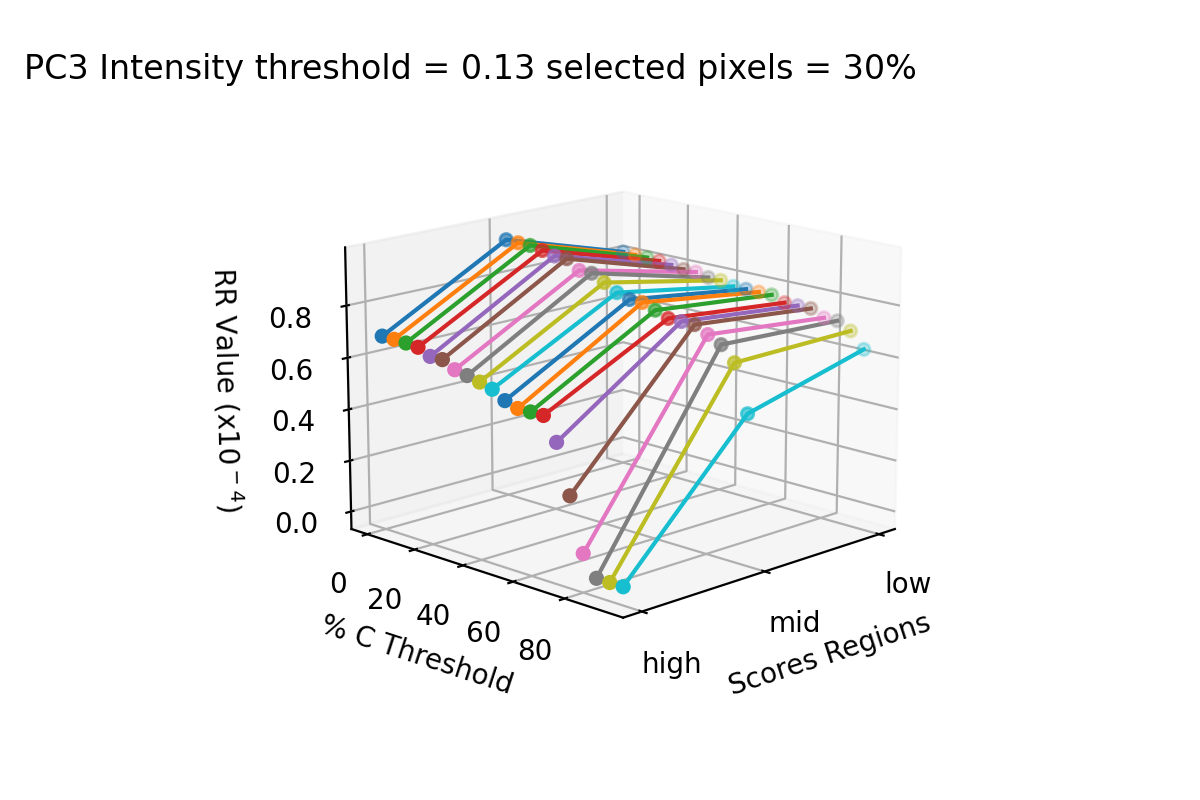 PC3 Intensity threshold = 0.13 selected pixels = 30%
RR Value (x10⁻⁴)
0.8
0.6
0.4
0.2
0.0
0
20
40
60
80
% C Threshold
high
mid
low
Scores Regions